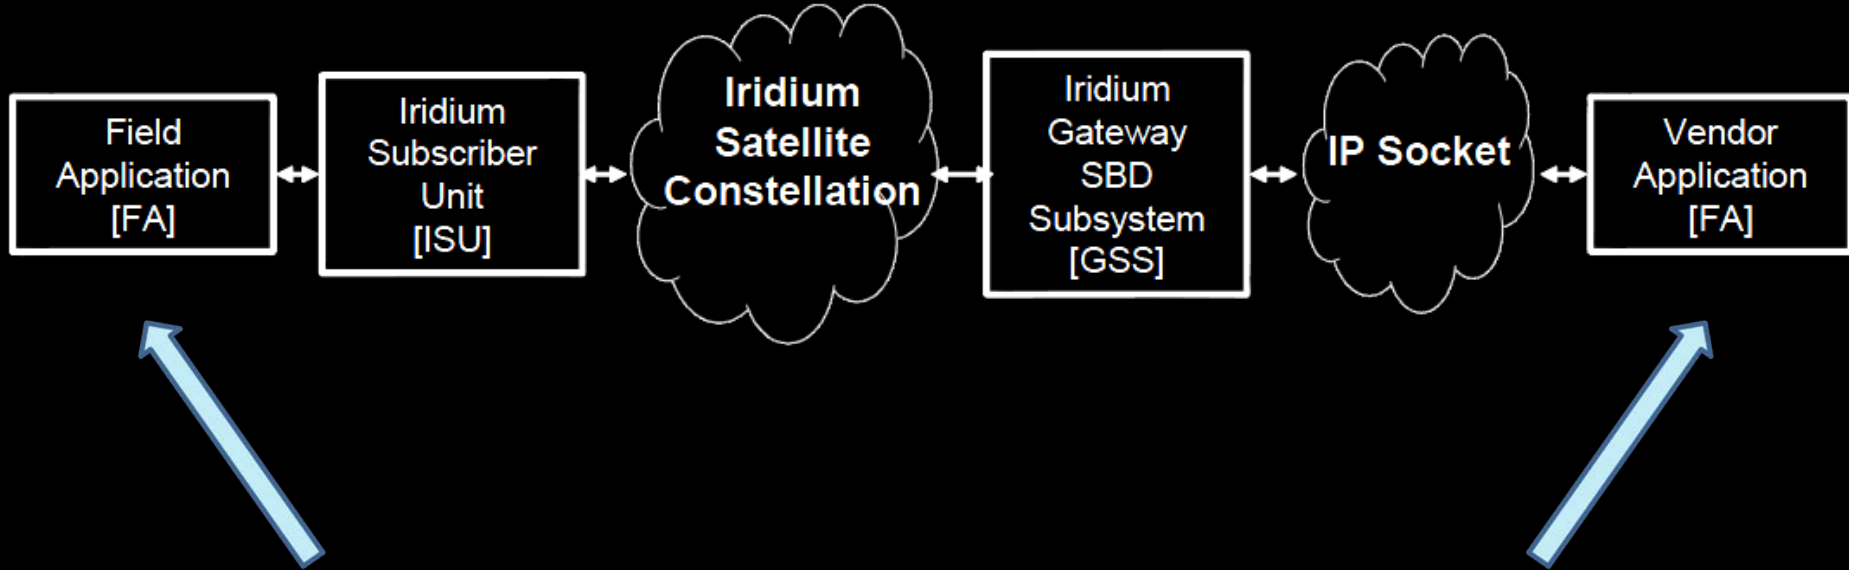 Field
Application
[FA]
Iridium
Subscriber
Unit
[ISU]
Iridium
Satellite
Constellation
Iridium
Gateway
SBD
Subsystem
[GSS]
IP Socket
Vendor
Application
[FA]